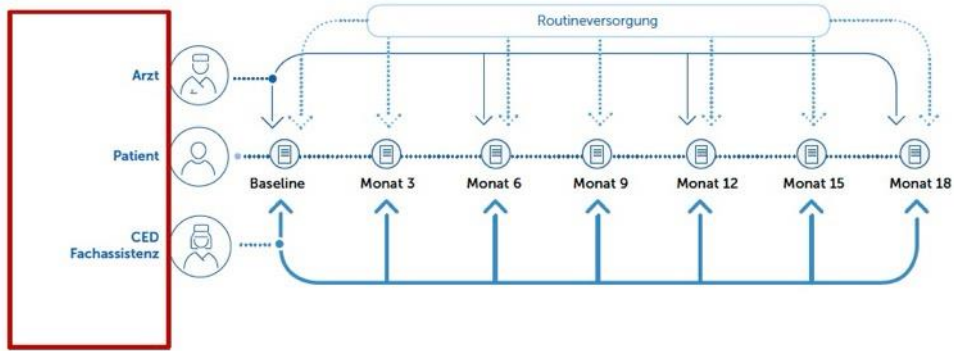 Routineversorgung
Arzt
Patient
Baseline
Monat 3
Monat 6
Monat 9
Monat 12
Monat 15
Monat 18
CED
Fachassistenz